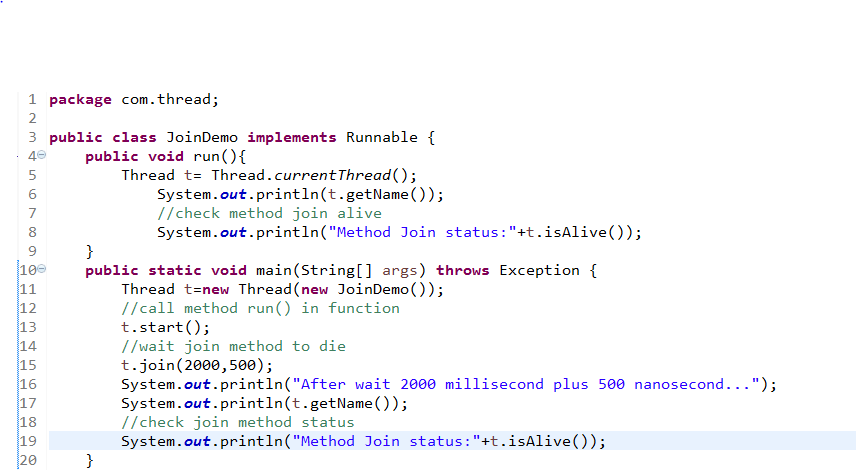 1 package com.thread;
2
3 public class JoinDemo implements Runnable {
4 public void run(){
5 Thread t= Thread.currentThread();
6 System.out.println(t.getName());
7 //check method join alive
8 System.out.println("Method Join status:"+t.isAlive());
9 }
10 public static void main(String[] args) throws Exception {
11 Thread t=new Thread(new JoinDemo());
12 //call method run() in function
13 t.start();
14 //wait join method to die
15 t.join(2000,500);
16 System.out.println("After wait 2000 millisecond plus 500 nanosecond...");
17 System.out.println(t.getName());
18 //check join method status
19 System.out.println("Method Join status:"+t.isAlive());
20 }